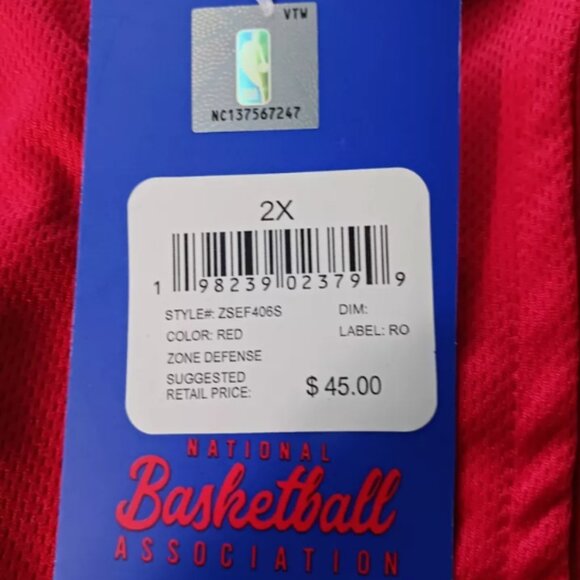 VTW
NC137567247
2X
1 98239 02379 9
STYLE#: ZSEF406S DIM:
COLOR: RED LABEL: RO
ZONE DEFENSE
SUGGESTED
RETAIL PRICE: $ 45.00
NATIONAL
Basketball
ASSOCIATION